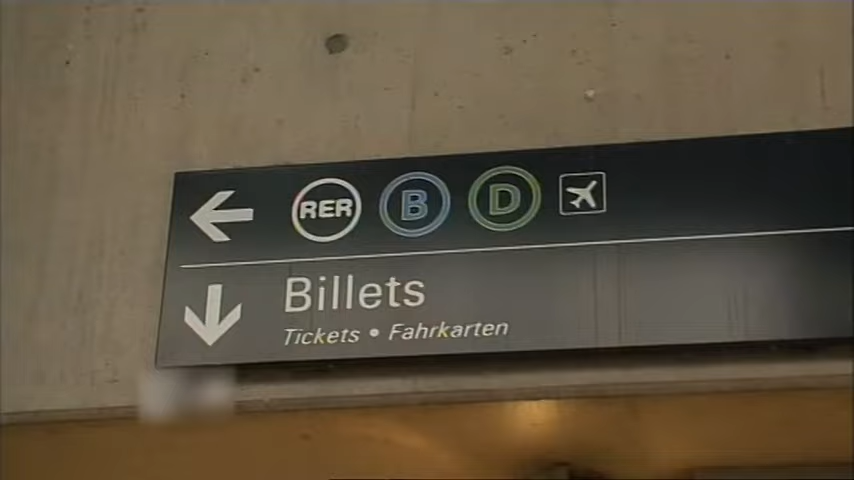 RER B D
Billets
Tickets • Fahrkarten